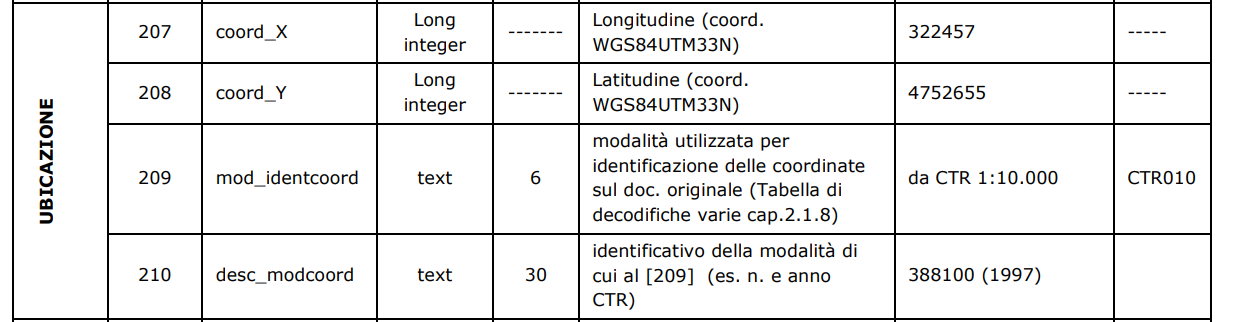 UBICAZIONE
207
coord_X
Long
integer
-------
Longitudine (coord.
WGS84UTM33N)
322457
-----
208
coord_Y
Long
integer
-------
Latitudine (coord.
WGS84UTM33N)
4752655
-----
209
mod_identcoord
text
6
modalità utilizzata per
identificazione delle coordinate
sul doc. originale (Tabella di
decodifiche varie cap.2.1.8)
da CTR 1:10.000
CTR010
210
desc_modcoord
text
30
identificativo della modalità di
cui al [209]  (es. n. e anno
CTR)
388100 (1997)